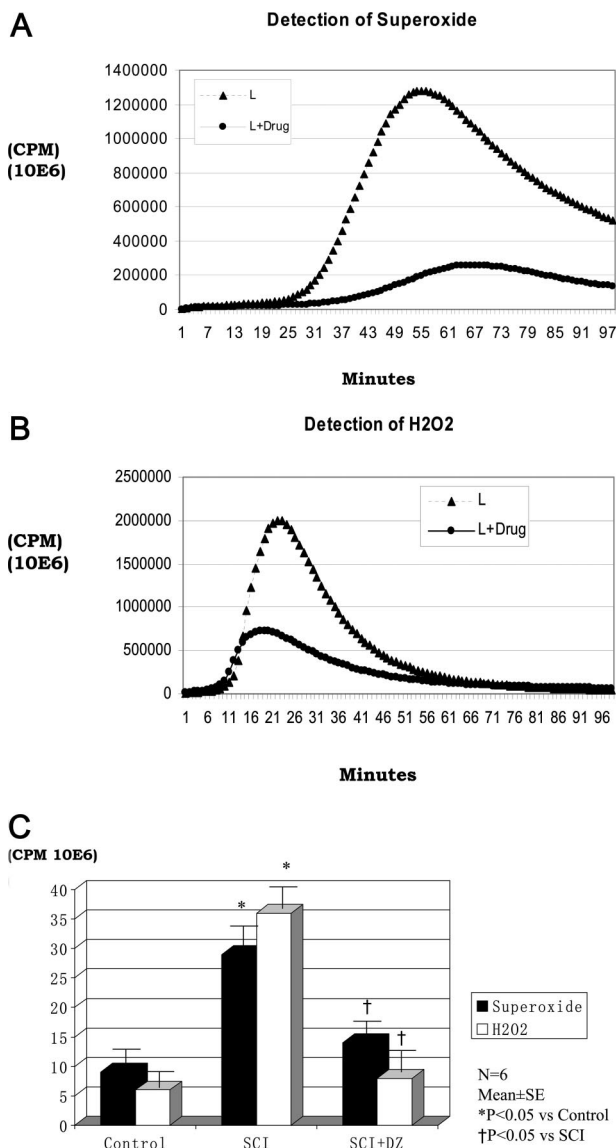 A
Detection of Superoxide
1400000
1200000
1000000
800000
600000
400000
200000
0
(CPM)
(10E6)
L
L+Drug
1 7 13 19 25 31 37 43 49 55 61 67 73 79 85 91 97
Minutes
B
Detection of H2O2
2500000
2000000
1500000
1000000
500000
0
(CPM)
(10E6)
L
L+Drug
1 6 11 16 21 26 31 36 41 46 51 56 61 66 71 76 81 86 91 96
Minutes
C
(CPM 10E6)
40
35
30
25
20
15
10
5
0
*
*
†
†
Control SCI SCI+DZ
Superoxide
H2O2
N=6
Mean±SE
*P<0.05 vs Control
†P<0.05 vs SCI